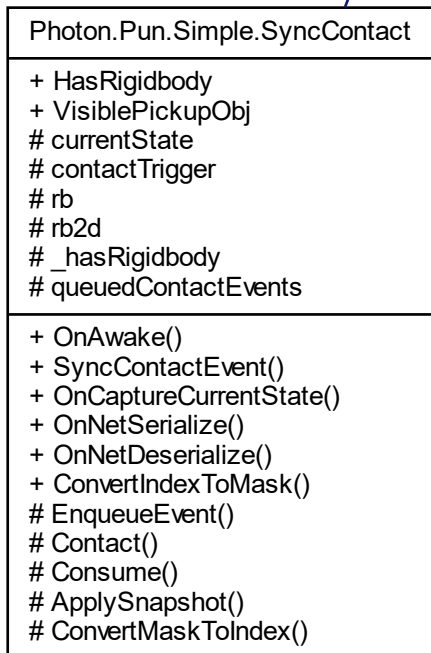 Photon.Pun.Simple.SyncContact
+ HasRigidbody
+ VisiblePickupObj
# currentState
# contactTrigger
# rb
# rb2d
# _hasRigidbody
# queuedContactEvents
+ OnAwake()
+ SyncContactEvent()
+ OnCaptureCurrentState()
+ OnNetSerialize()
+ OnNetDeserialize()
+ ConvertIndexToMask()
# EnqueueEvent()
# Contact()
# Consume()
# ApplySnapshot()
# ConvertMaskToIndex()